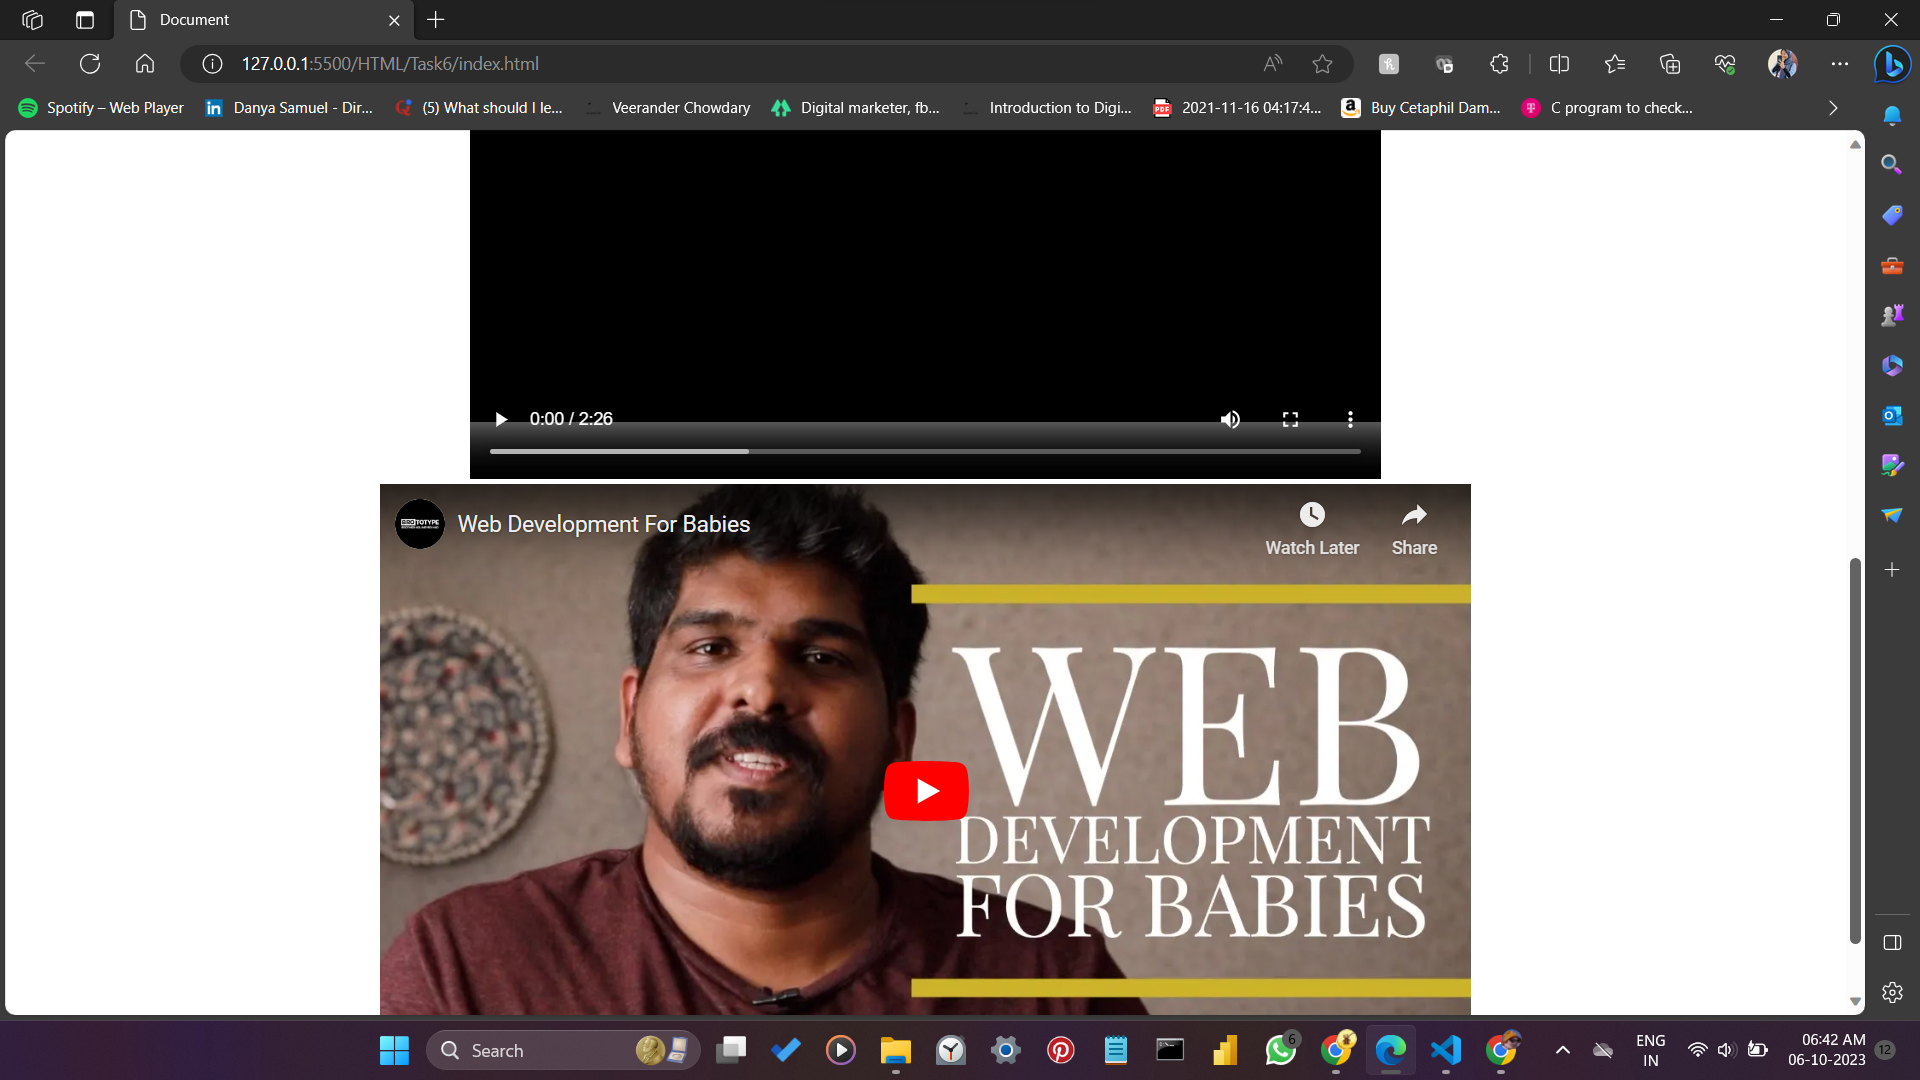 Document
127.0.0.1:5500/HTML/Task6/index.html
Spotify – Web Player
Danya Samuel - Dir...
(5) What should I le...
Veerander Chowdary
Digital marketer, fb...
Introduction to Digi...
2021-11-16 04:17:4...
Buy Cetaphil Dam...
C program to check...
0:00 / 2:26
Web Development For Babies
Watch Later
Share
WEB
DEVELOPMENT
FOR BABIES
Search
6
ENG
IN
06:42 AM
06-10-2023
12